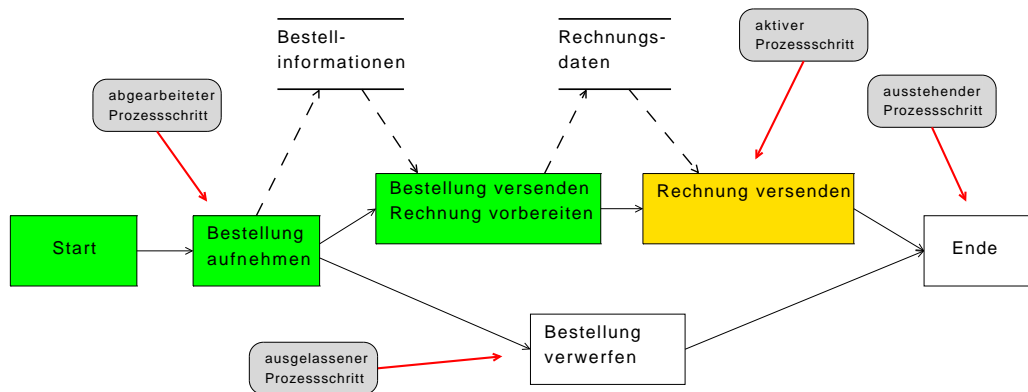 Bestell-
informationen
Rechnungs-
daten
aktiver
Prozessschritt
abgearbeiteter
Prozessschritt
ausstehender
Prozessschritt
Bestellung versenden
Rechnung vorbereiten
Rechnung versenden
Start
Bestellung
aufnehmen
Ende
Bestellung
verwerfen
ausgelassener
Prozessschritt